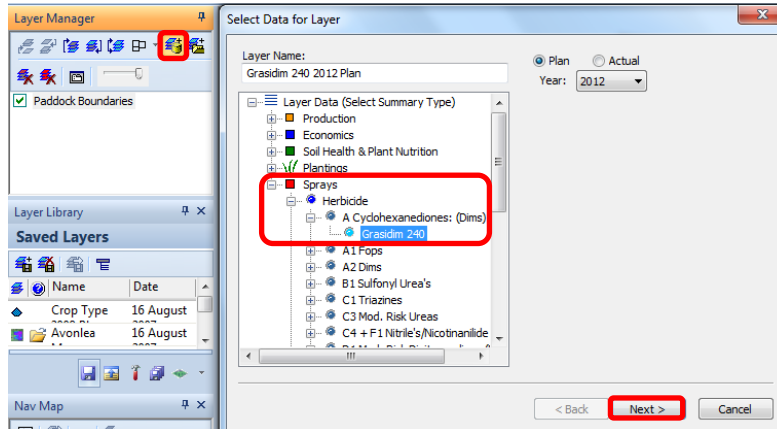 Layer Manager
Paddock Boundaries
Layer Library
Saved Layers
Name Date
Crop Type 16 August
Avonlea 16 August
Nav Map
Select Data for Layer
Layer Name:
Grasidim 240 2012 Plan
Plan Actual
Year: 2012
Layer Data (Select Summary Type)
Production
Economics
Soil Health & Plant Nutrition
Plantings
Sprays
Herbicide
A Cyclohexanediones: (Dims)
Grasidim 240
A1 Fops
A2 Dims
B1 Sulfonyl Urea's
C1 Triazines
C3 Mod. Risk Ureas
C4 + F1 Nitrile's/Nicotinanilide
< Back Next > Cancel